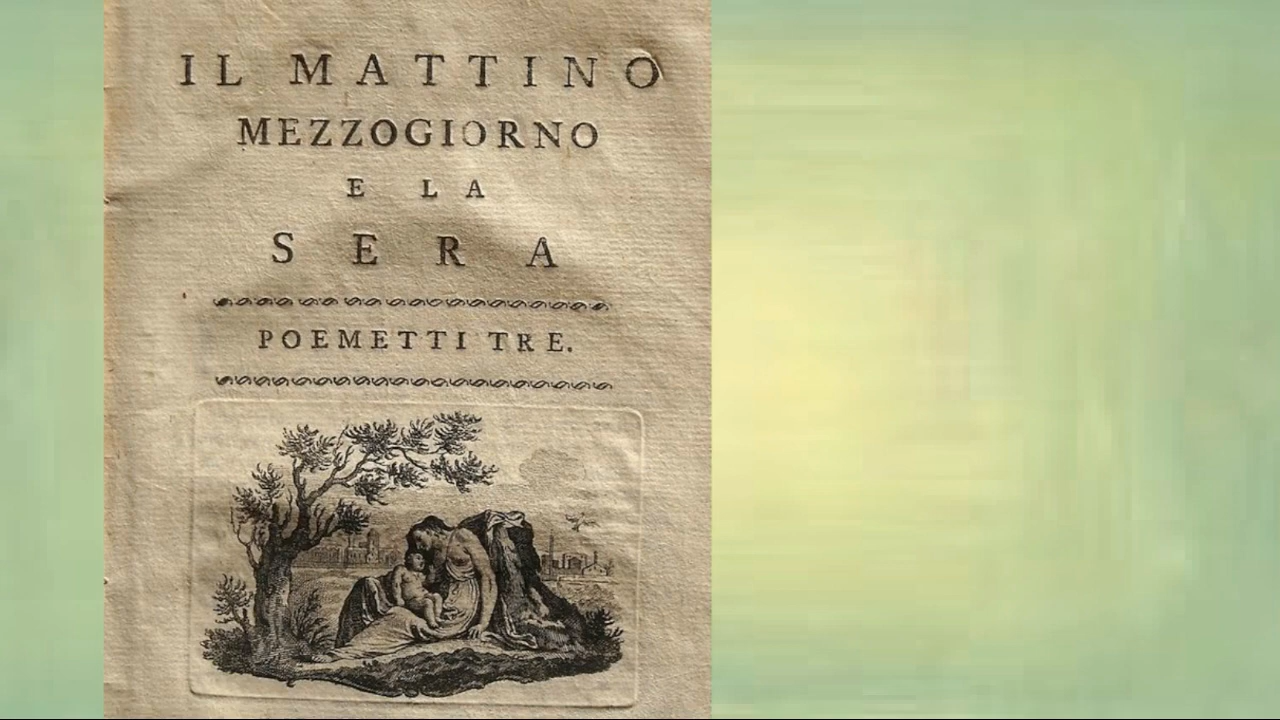 IL MATTINO
MEZZOGIORNO
E LA
SERA
POEMETTI TRE.